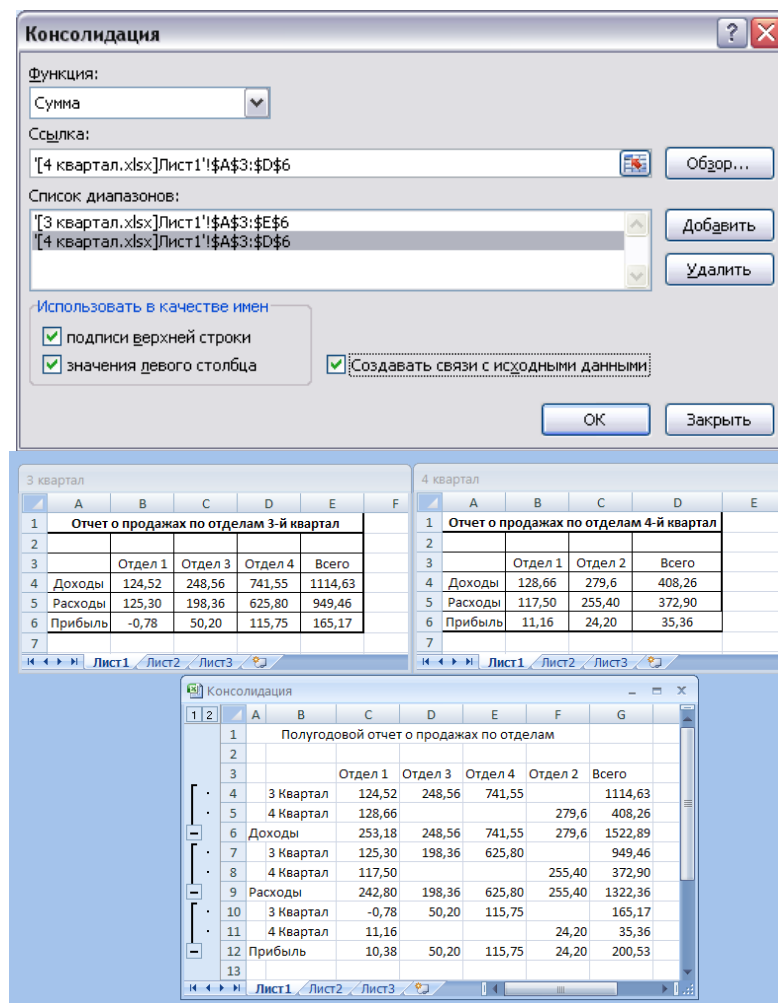 Консолидация
Функция:
Сумма
Ссылка:
'[4 квартал.xlsx]Лист1'!$A$3:$D$6
Обзор...
Список диапазонов:
'[3 квартал.xlsx]Лист1'!$A$3:$E$6
'[4 квартал.xlsx]Лист1'!$A$3:$D$6
Добавить
Удалить
Использовать в качестве имен
подписи верхней строки
значения левого столбца
Создавать связи с исходными данными
ОК
Закрыть
3 квартал
A B C D E F
1 Отчет о продажах по отделам 3-й квартал
2
3 Отдел 1 Отдел 3 Отдел 4 Всего
4 Доходы 124,52 248,56 741,55 1114,63
5 Расходы 125,30 198,36 625,80 949,46
6 Прибыль -0,78 50,20 115,75 165,17
7
Лист1 Лист2 Лист3
4 квартал
A B C D E
1 Отчет о продажах по отделам 4-й квартал
2
3 Отдел 1 Отдел 2 Всего
4 Доходы 128,66 279,6 408,26
5 Расходы 117,50 255,40 372,90
6 Прибыль 11,16 24,20 35,36
7
Лист1 Лист2 Лист3
Консолидация
1 2 A B C D E F G
1 Полугодовой отчет о продажах по отделам
2
3 Отдел 1 Отдел 3 Отдел 4 Отдел 2 Всего
4 3 Квартал 124,52 248,56 741,55 1114,63
5 4 Квартал 128,66 279,6 408,26
6 Доходы 253,18 248,56 741,55 279,6 1522,89
7 3 Квартал 125,30 198,36 625,80 949,46
8 4 Квартал 117,50 255,40 372,90
9 Расходы 242,80 198,36 625,80 255,40 1322,36
10 3 Квартал -0,78 50,20 115,75 165,17
11 4 Квартал 11,16 24,20 35,36
12 Прибыль 10,38 50,20 115,75 24,20 200,53
13
Лист1 Лист2 Лист3